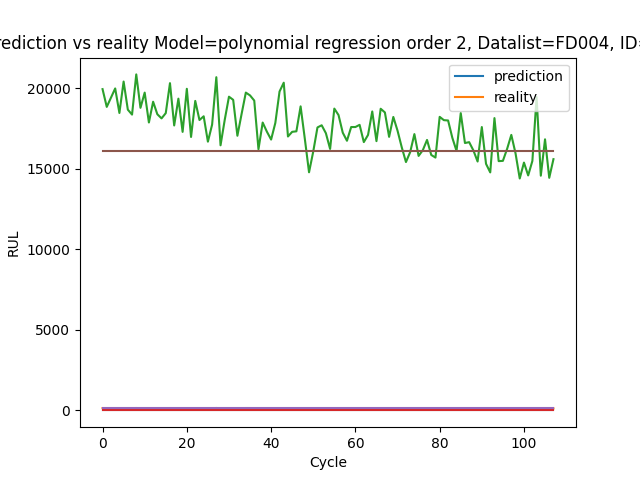 rediction vs reality Model=polynomial regression order 2, Datalist=FD004, ID=
prediction
reality
20000
15000
10000
5000
0
RUL
0 20 40 60 80 100
Cycle